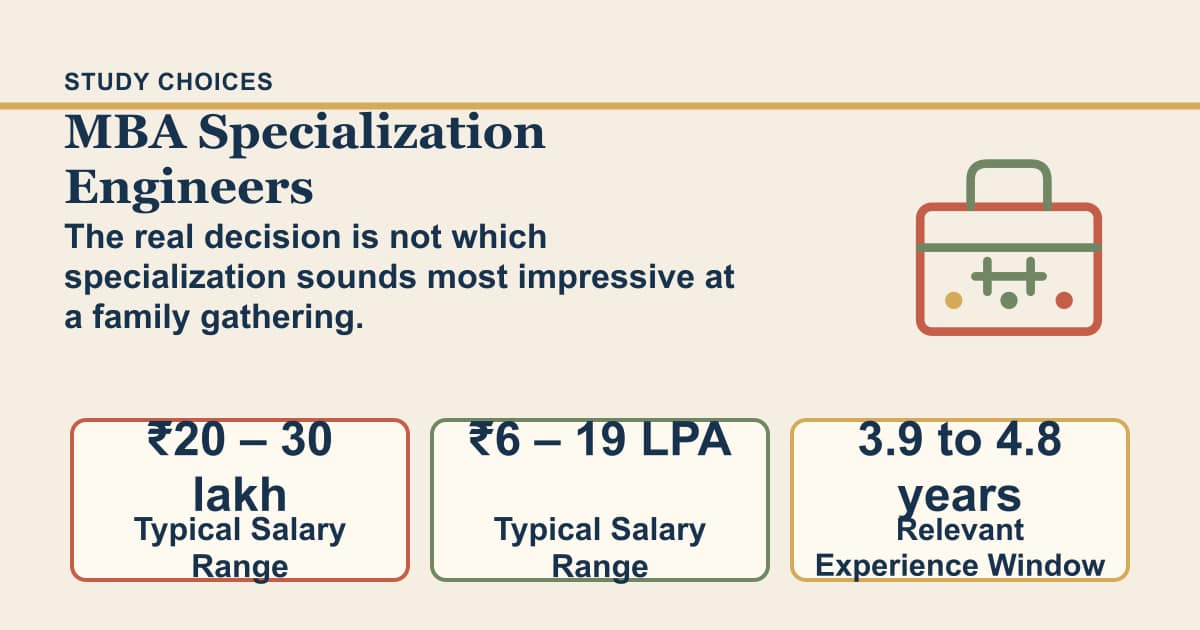 STUDY CHOICES
MBA Specialization
Engineers
The real decision is not which
specialization sounds most impressive at
a family gathering.
₹20 – 30
lakh
Typical Salary
Range
₹6 – 19 LPA
Typical Salary
Range
3.9 to 4.8
years
Relevant
Experience Window